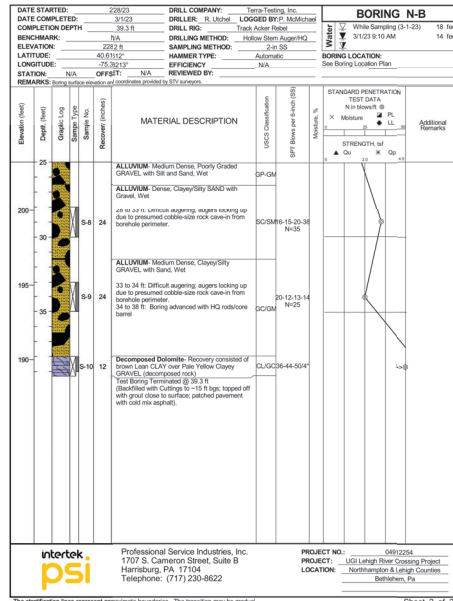 DATE STARTED: 228/23
DATE COMPLETED: 3/1/23
COMPLETION DEPTH 39.3 ft
BENCHMARK: ft/A
ELEVATION: 2282 ft
LATITUDE:
LONGITUDE:
STATION: N/A OFFSET: N/A
DRILL COMPANY: Terra-Testing, Inc.
DRILLER: R. Utchel LOGGED BY: P. McMichael
DRILL RIG: Track Acker Rebel
DRILLING METHOD: Hollow Stem Auger/HQ
SAMPLING METHOD: 2-in SS
HAMMER TYPE: Automatic
EFFICIENCY N/A
REVIEWED BY:
BORING N-B
Water
While Sampling (3-1-23) 18
3/1/23 9:10 AM 14
BORING LOCATION:
See Boring Location Plan
REMARKS: Boring surface elevation and coordinates provided by STV surveyors.
Elevation (feet)
Depth, (feet)
Graphic Log
Sample Type
Sample No.
Recovery (inches)
MATERIAL DESCRIPTION
USCS Classification
SPT Blows per 6-inch (SS)
Moisture, %
STANDARD PENETRATION
TEST DATA
N in blows/ft
Moisture PL
LL
0 25 50
STRENGTH, tsf
Qu Qp
0 2.0 4.0
Additional
Remarks
25
ALLUVIUM- Medium Dense, Poorly Graded
GRAVEL with Silt and Sand, Wet
GP-GM
ALLUVIUM- Dense, Clayey/Silty SAND with
Gravel, Wet
200
28 to 33 ft: Difficult augering; augers locking up
due to presumed cobble-size rock cave-in from
borehole perimeter.
S-8 24
SC/SM 16-15-20-38
N=35
30
ALLUVIUM- Medium Dense, Clayey/Silty
GRAVEL with Sand, Wet
195
33 to 34 ft: Difficult augering; augers locking up
due to presumed cobble-size rock cave-in from
borehole perimeter.
34 to 38 ft: Boring advanced with HQ rods/core
barrel
S-9 24
35
GC/GM
20-12-13-14
N=25
190
Decomposed Dolomite- Recovery consisted of
brown Lean CLAY over Pale Yellow Clayey
GRAVEL (decomposed rock)
S-10 12
CL/GC 36-44-50/4"
Test Boring Terminated @ 39.3 ft
(Backfilled with Cuttings to ~15 ft bgs; topped off
with grout close to surface; patched pavement
with cold mix asphalt).
intertek
psi
Professional Service Industries, Inc.
1707 S. Cameron Street, Suite B
Harrisburg, PA 17104
Telephone: (717) 230-8622
PROJECT NO.: 04912254
PROJECT: UGI Lehigh River Crossing Project
LOCATION: Northhampton & Lehigh Counties
Bethlehem, Pa